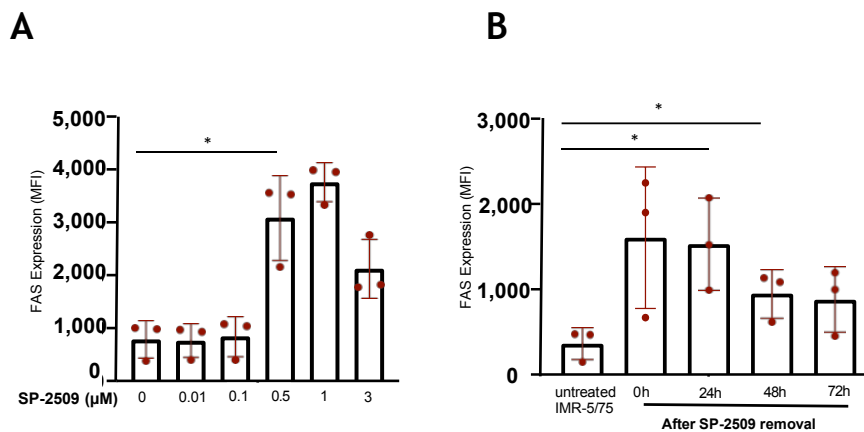 A
B
5,000
4,000
3,000
2,000
1,000
0
FAS Expression (MFI)
*
SP-2509 (µM)
0
0.01
0.1
0.5
1
3
3,000
2,000
1,000
0
FAS Expression (MFI)
*
*
untreated
IMR-5/75
0h
24h
48h
72h
After SP-2509 removal